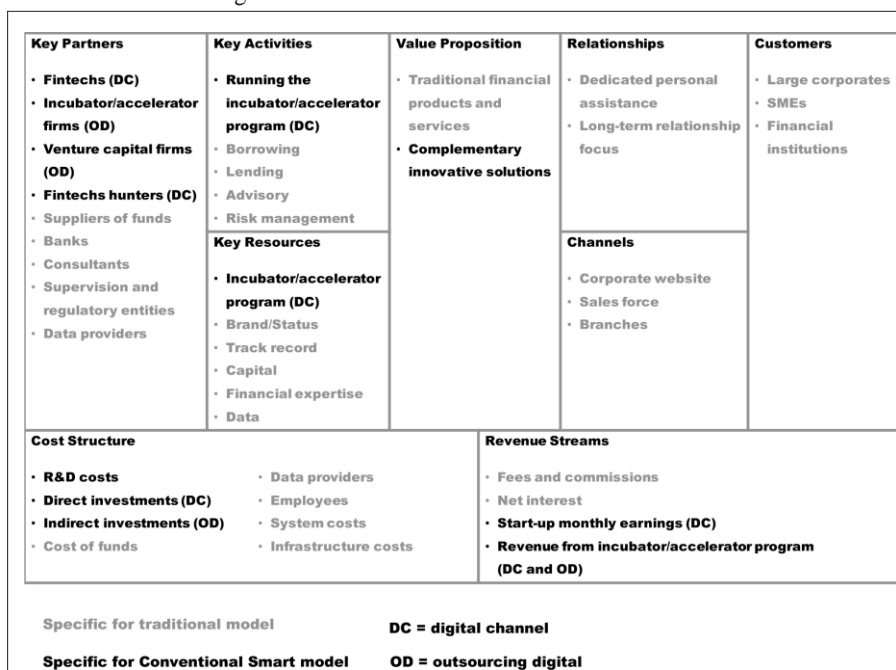 Key Partners
• Fintechs (DC)
• Incubator/accelerator
firms (OD)
• Venture capital firms
(OD)
• Fintechs hunters (DC)
• Suppliers of funds
• Banks
• Consultants
• Supervision and
regulatory entities
• Data providers
Key Activities
• Running the
incubator/accelerator
program (DC)
• Borrowing
• Lending
• Advisory
• Risk management
Key Resources
• Incubator/accelerator
program (DC)
• Brand/Status
• Track record
• Capital
• Financial expertise
• Data
Value Proposition
• Traditional financial
products and
services
• Complementary
innovative solutions
Relationships
• Dedicated personal
assistance
• Long-term relationship
focus
Channels
• Corporate website
• Sales force
• Branches
Customers
• Large corporates
• SMEs
• Financial
institutions
Cost Structure
• R&D costs
• Direct investments (DC)
• Indirect investments (OD)
• Cost of funds
• Data providers
• Employees
• System costs
• Infrastructure costs
Revenue Streams
• Fees and commissions
• Net interest
• Start-up monthly earnings (DC)
• Revenue from incubator/accelerator program
(DC and OD)
Specific for traditional model
DC = digital channel
Specific for Conventional Smart model
OD = outsourcing digital